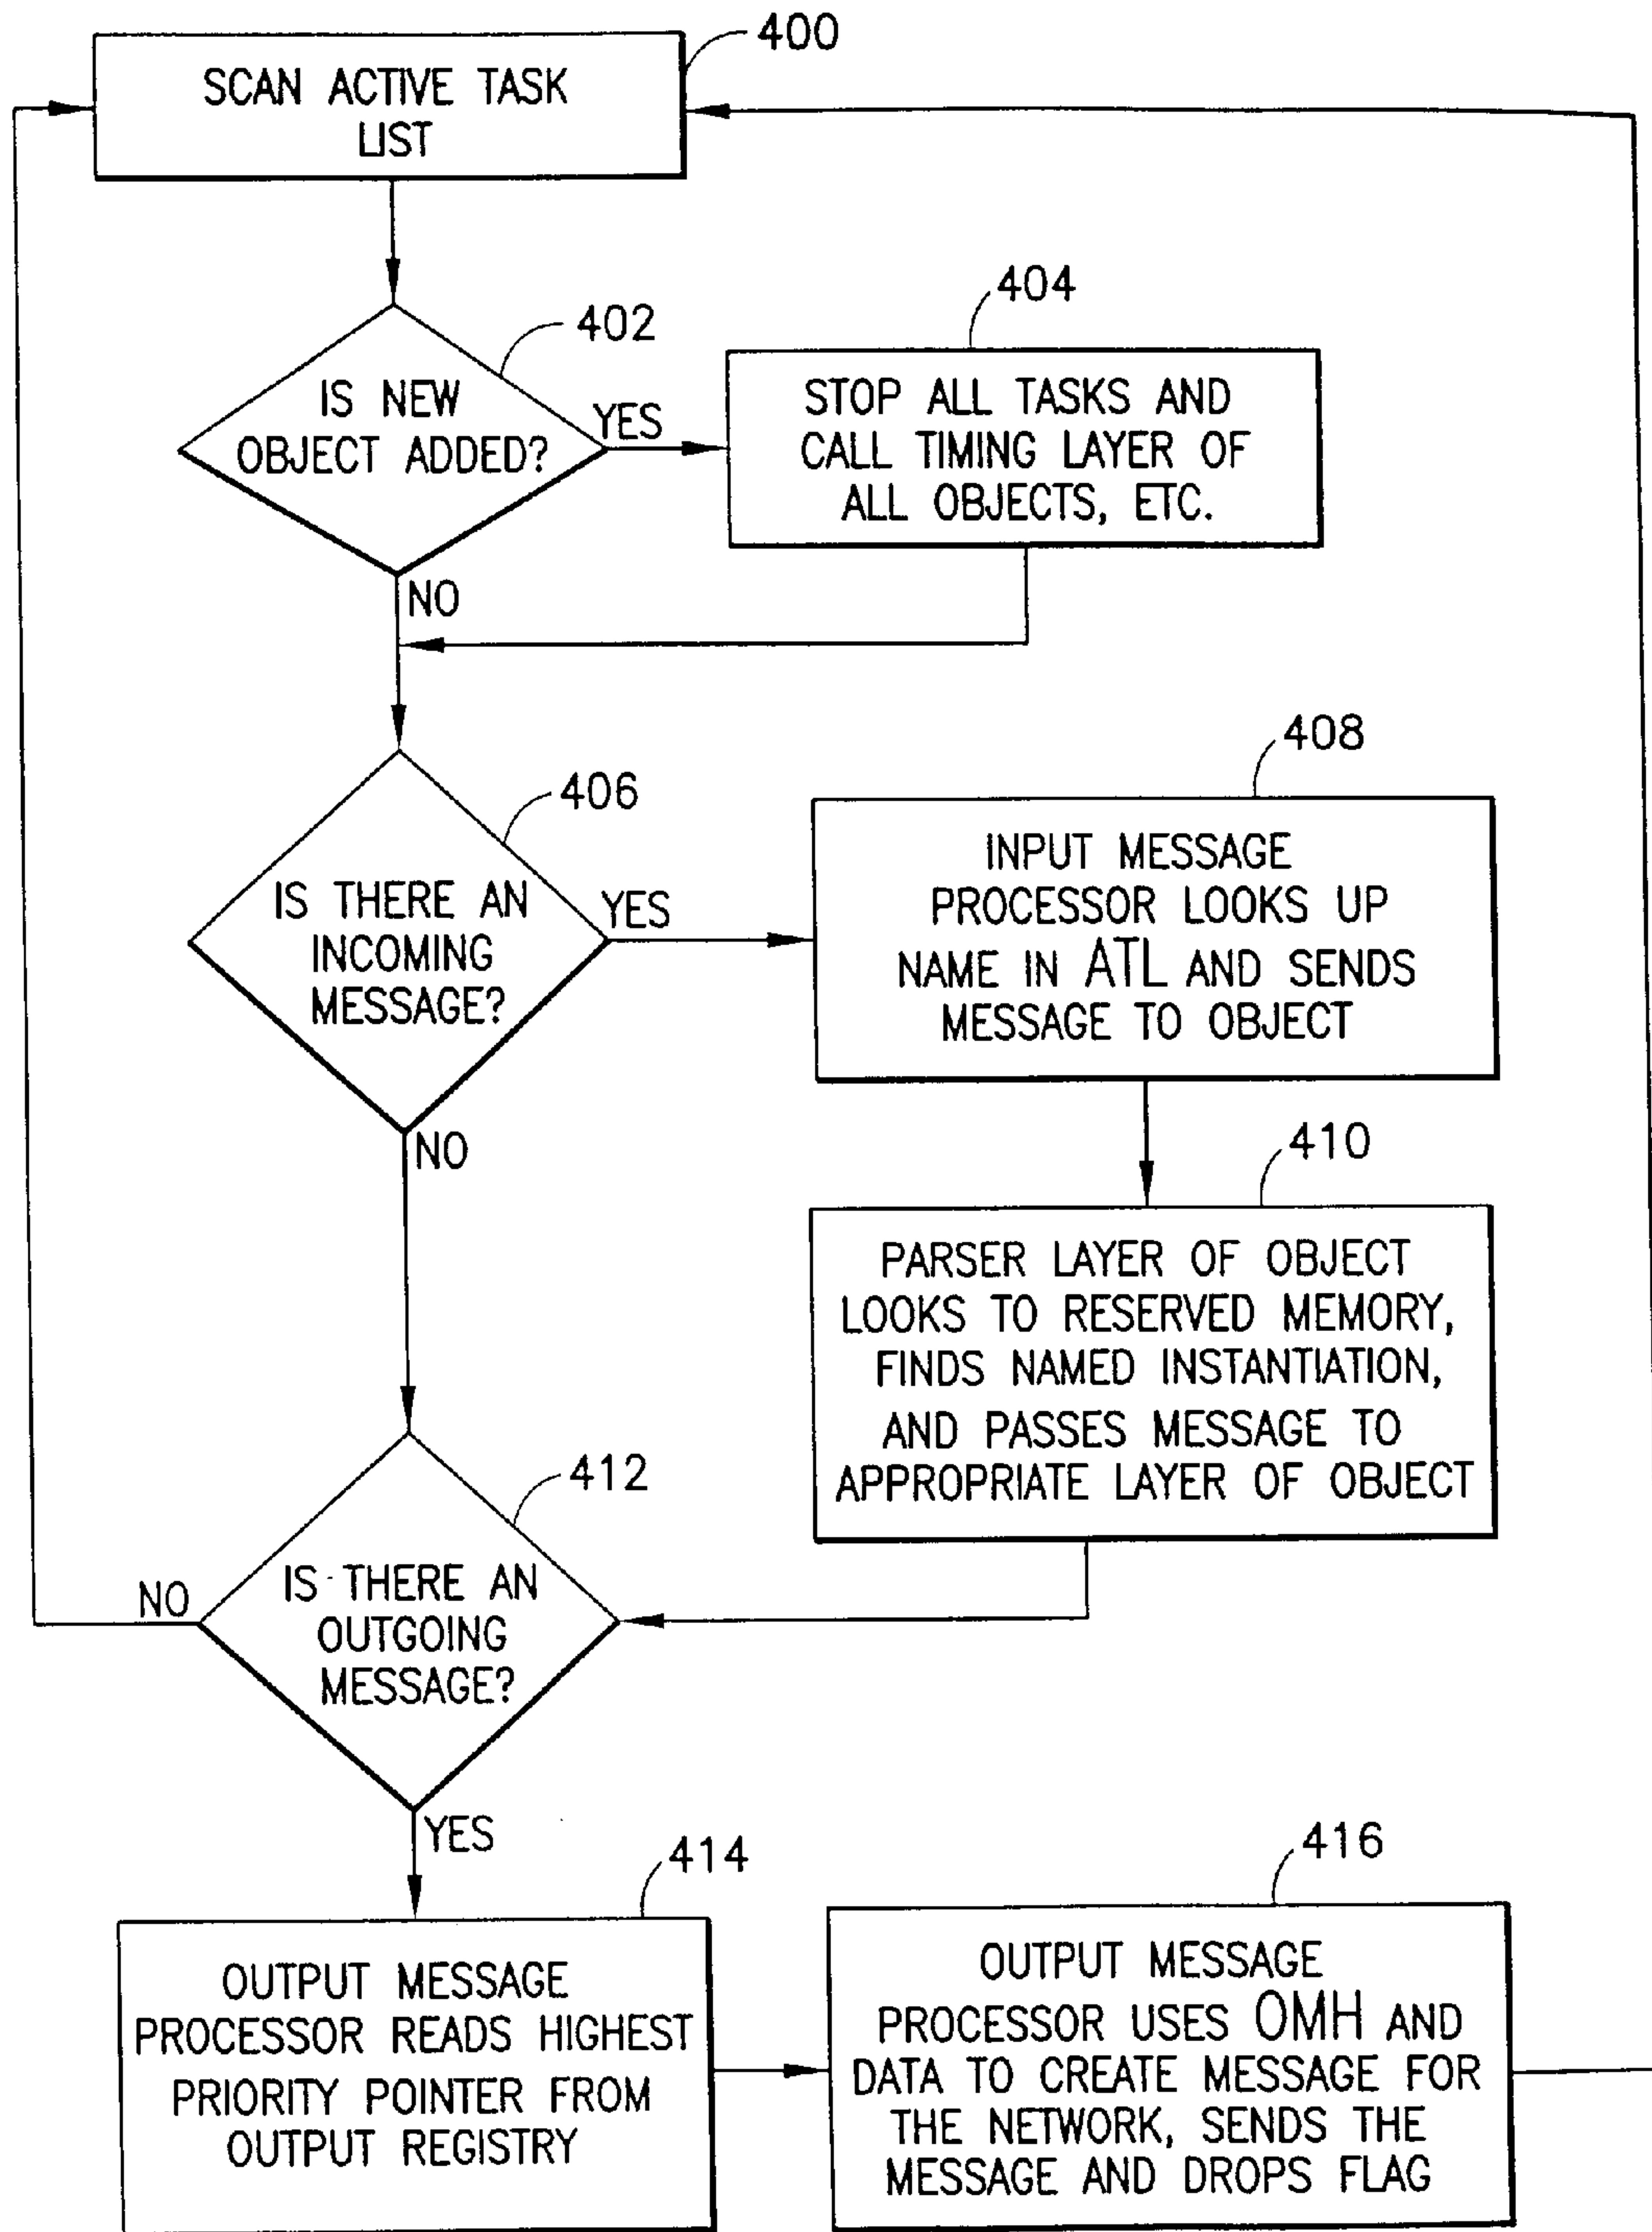 400
SCAN ACTIVE TASK
LIST
402
IS NEW
OBJECT ADDED?
YES
NO
404
STOP ALL TASKS AND
CALL TIMING LAYER OF
ALL OBJECTS, ETC.
406
IS THERE AN
INCOMING
MESSAGE?
YES
NO
408
INPUT MESSAGE
PROCESSOR LOOKS UP
NAME IN ATL AND SENDS
MESSAGE TO OBJECT
410
PARSER LAYER OF OBJECT
LOOKS TO RESERVED MEMORY,
FINDS NAMED INSTANTIATION,
AND PASSES MESSAGE TO
APPROPRIATE LAYER OF OBJECT
412
IS THERE AN
OUTGOING
MESSAGE?
NO
YES
414
OUTPUT MESSAGE
PROCESSOR READS HIGHEST
PRIORITY POINTER FROM
OUTPUT REGISTRY
416
OUTPUT MESSAGE
PROCESSOR USES OMH AND
DATA TO CREATE MESSAGE FOR
THE NETWORK, SENDS THE
MESSAGE AND DROPS FLAG